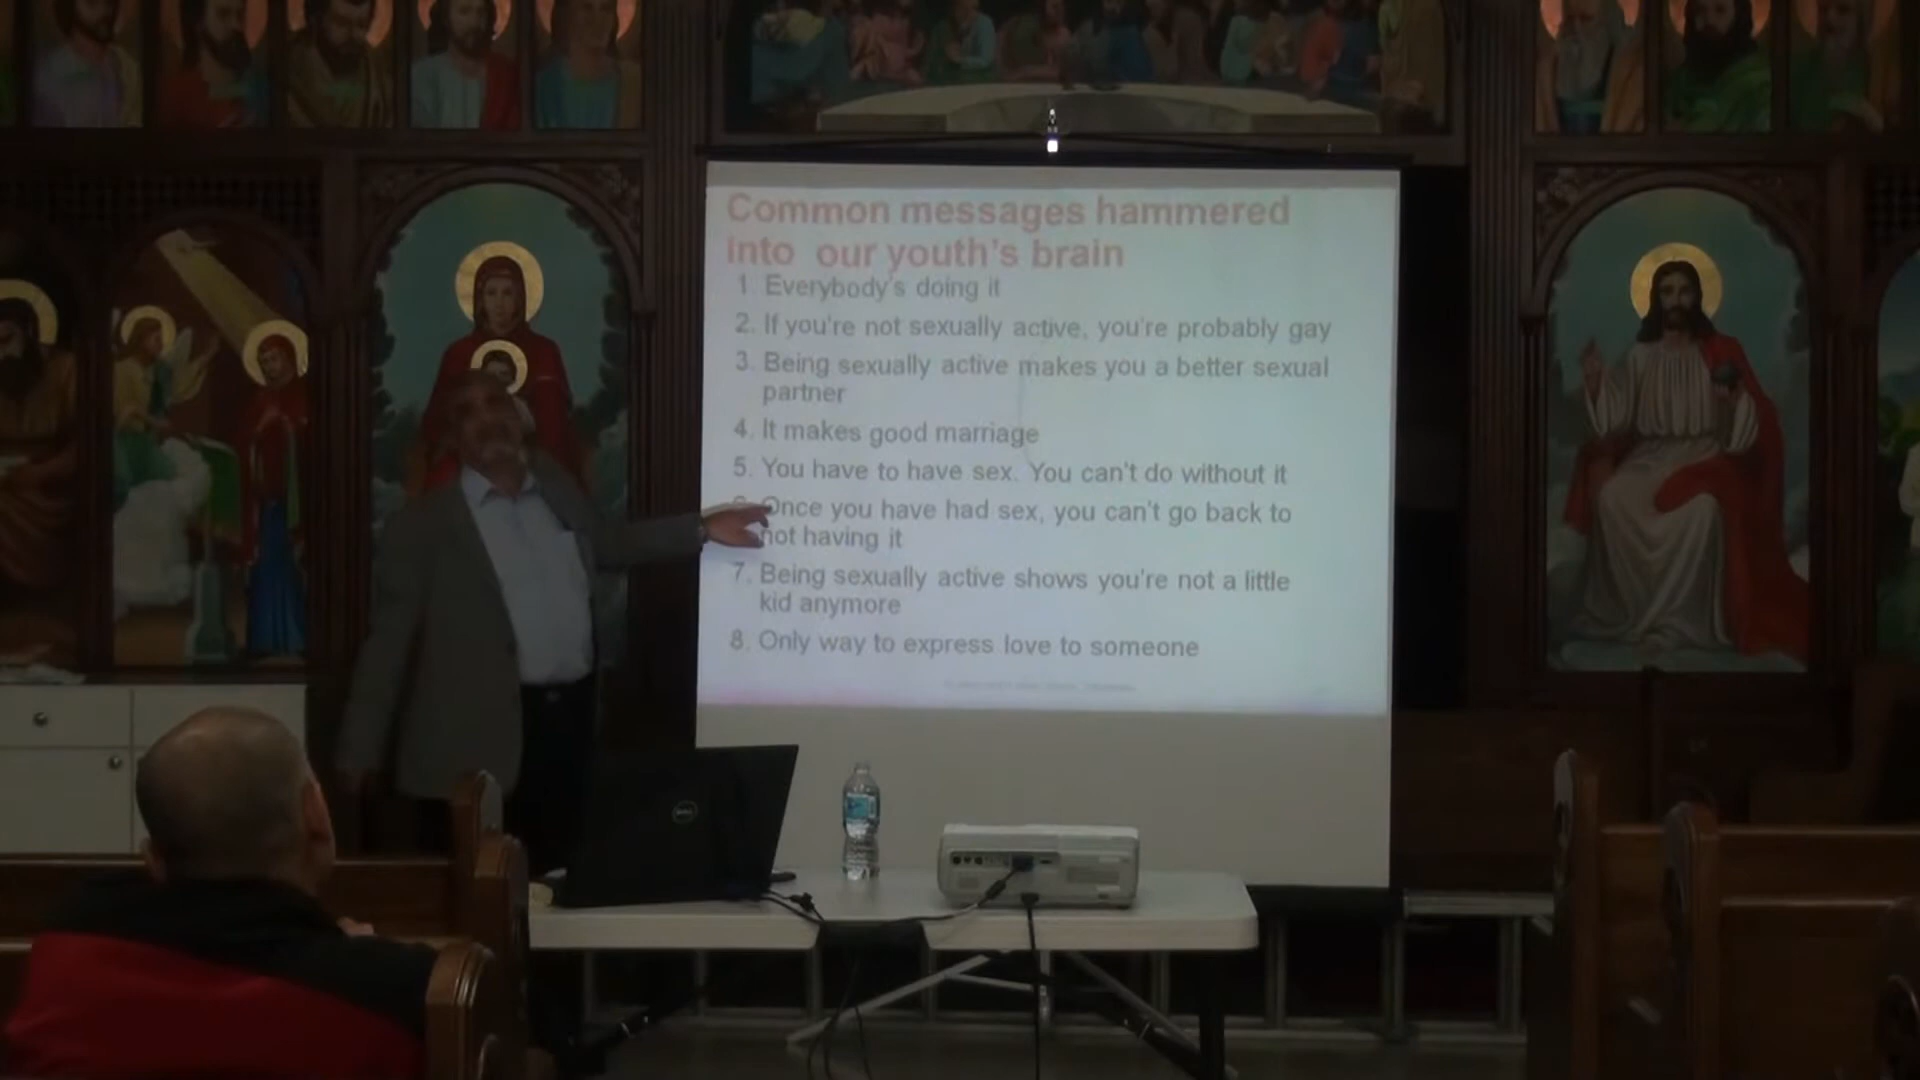 Common messages hammered
into our youth's brain
1. Everybody's doing it
2. If you're not sexually active, you're probably gay
3. Being sexually active makes you a better sexual
partner
4. It makes good marriage
5. You have to have sex. You can't do without it
Once you have had sex, you can't go back to
not having it
7. Being sexually active shows you're not a little
kid anymore
8. Only way to express love to someone
DELL